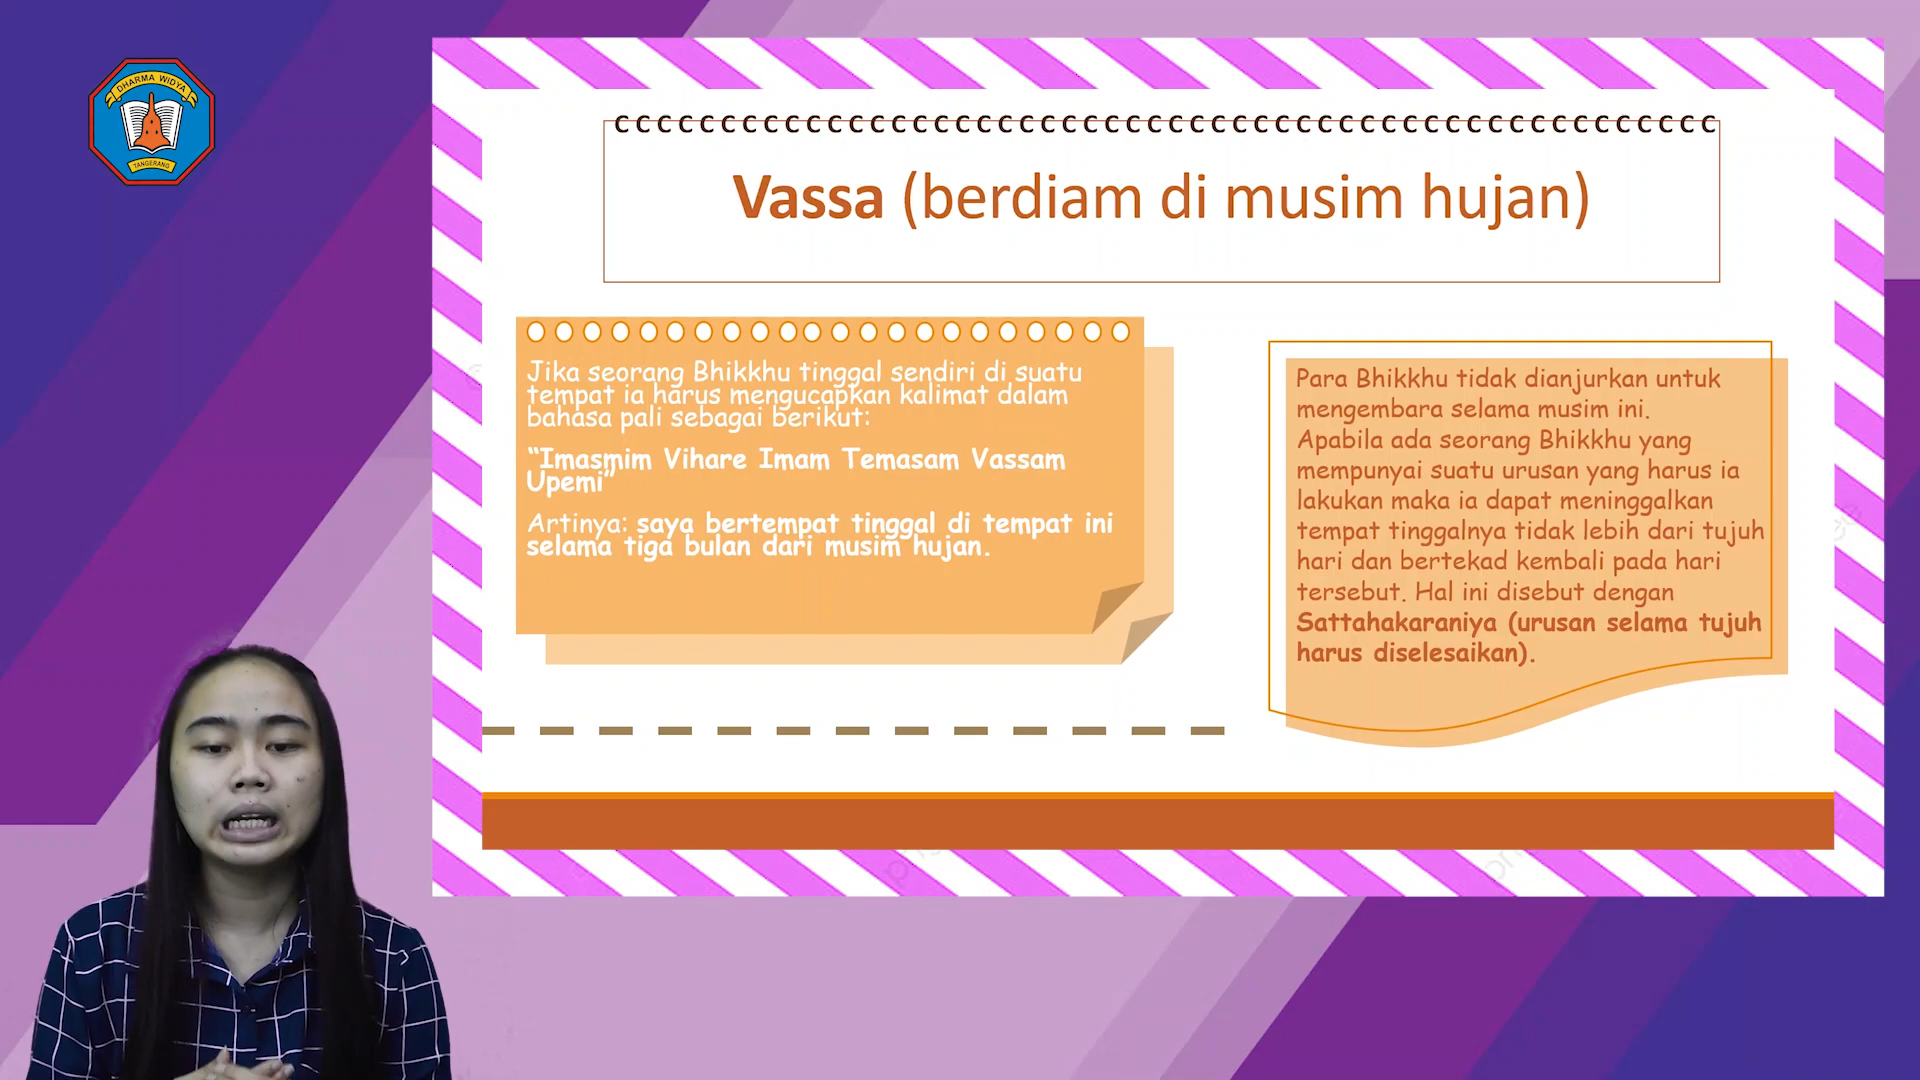 DHARMA WIDYA
TANGERANG
Vassa (berdiam di musim hujan)
Jika seorang Bhikkhu tinggal sendiri di suatu
tempat ia harus mengucapkan kalimat dalam
bahasa pali sebagai berikut:
“Imasmim Vihare Imam Temasam Vassam
Upemi”
Artinya: saya bertempat tinggal di tempat ini
selama tiga bulan dari musim hujan.
Para Bhikkhu tidak dianjurkan untuk
mengembara selama musim ini.
Apabila ada seorang Bhikkhu yang
mempunyai suatu urusan yang harus ia
lakukan maka ia dapat meninggalkan
tempat tinggalnya tidak lebih dari tujuh
hari dan bertekad kembali pada hari
tersebut. Hal ini disebut dengan
Sattahakaraniya (urusan selama tujuh
harus diselesaikan).